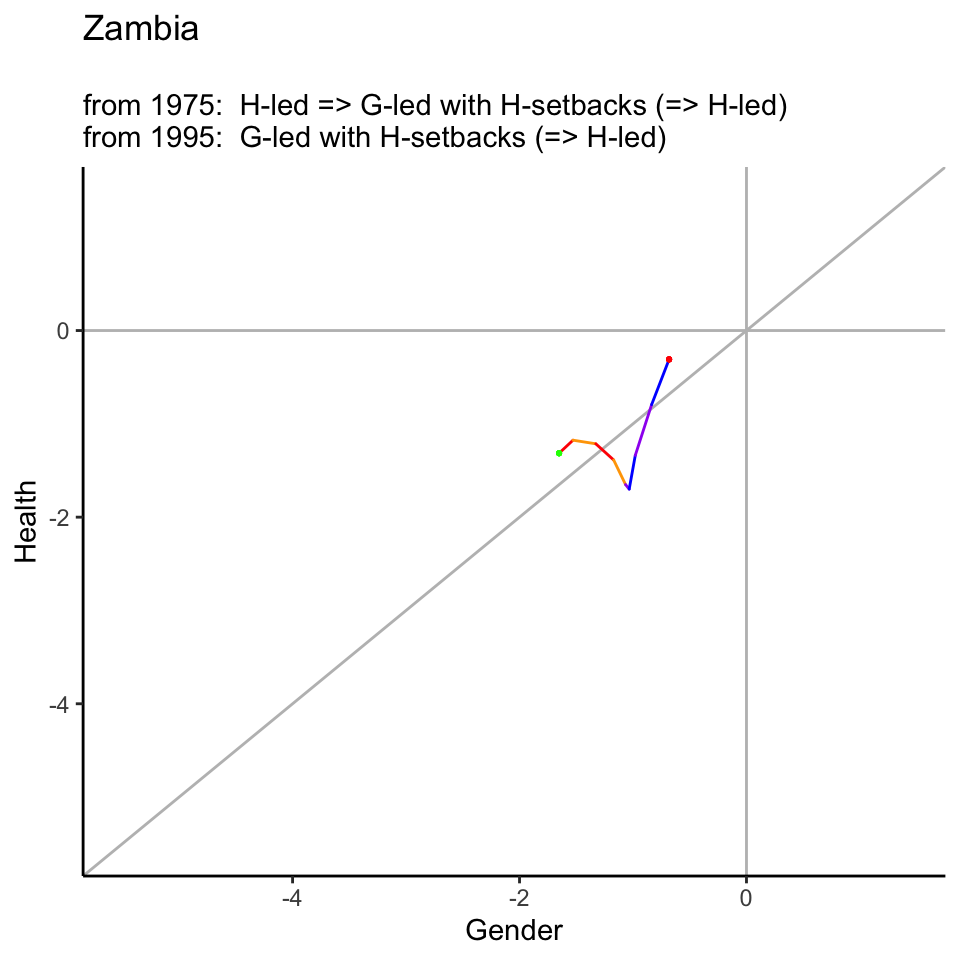 Zambia
from 1975:  H-led => G-led with H-setbacks (=> H-led)
from 1995:  G-led with H-setbacks (=> H-led)
0
-2
-4
Health
-4
-2
0
Gender